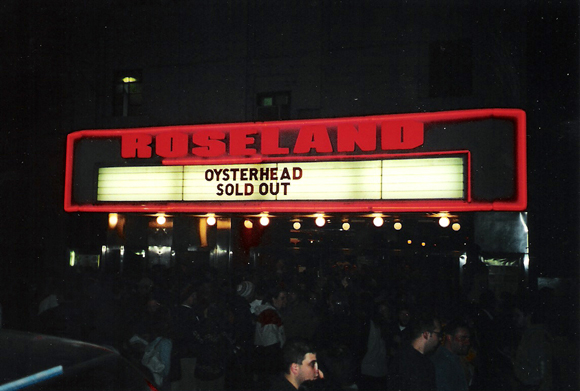 ROSELAND
OYSTERHEAD
SOLD OUT